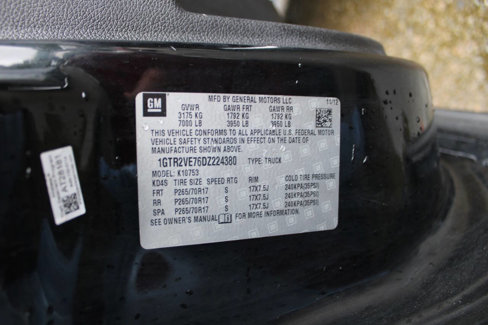 GM
MFD BY GENERAL MOTORS LLC
11/12
GVWR GAWR FRT GAWR RR
3175 KG 1792 KG 1792 KG
7000 LB 3950 LB 3950 LB
THIS VEHICLE CONFORMS TO ALL APPLICABLE U.S. FEDERAL MOTOR
VEHICLE SAFETY STANDARDS IN EFFECT ON THE DATE OF
MANUFACTURE SHOWN ABOVE.
1GTR2VE76DZ224380 TYPE: TRUCK
MODEL: K10753
KD4S TIRE SIZE SPEED RTG RIM COLD TIRE PRESSURE
FRT P265/70R17 S 17X7.5J 240KPA(35PSI)
RR P265/70R17 S 17X7.5J 240KPA(35PSI)
SPA P265/70R17 S 17X7.5J 240KPA(35PSI)
SEE OWNER'S MANUAL FOR MORE INFORMATION.